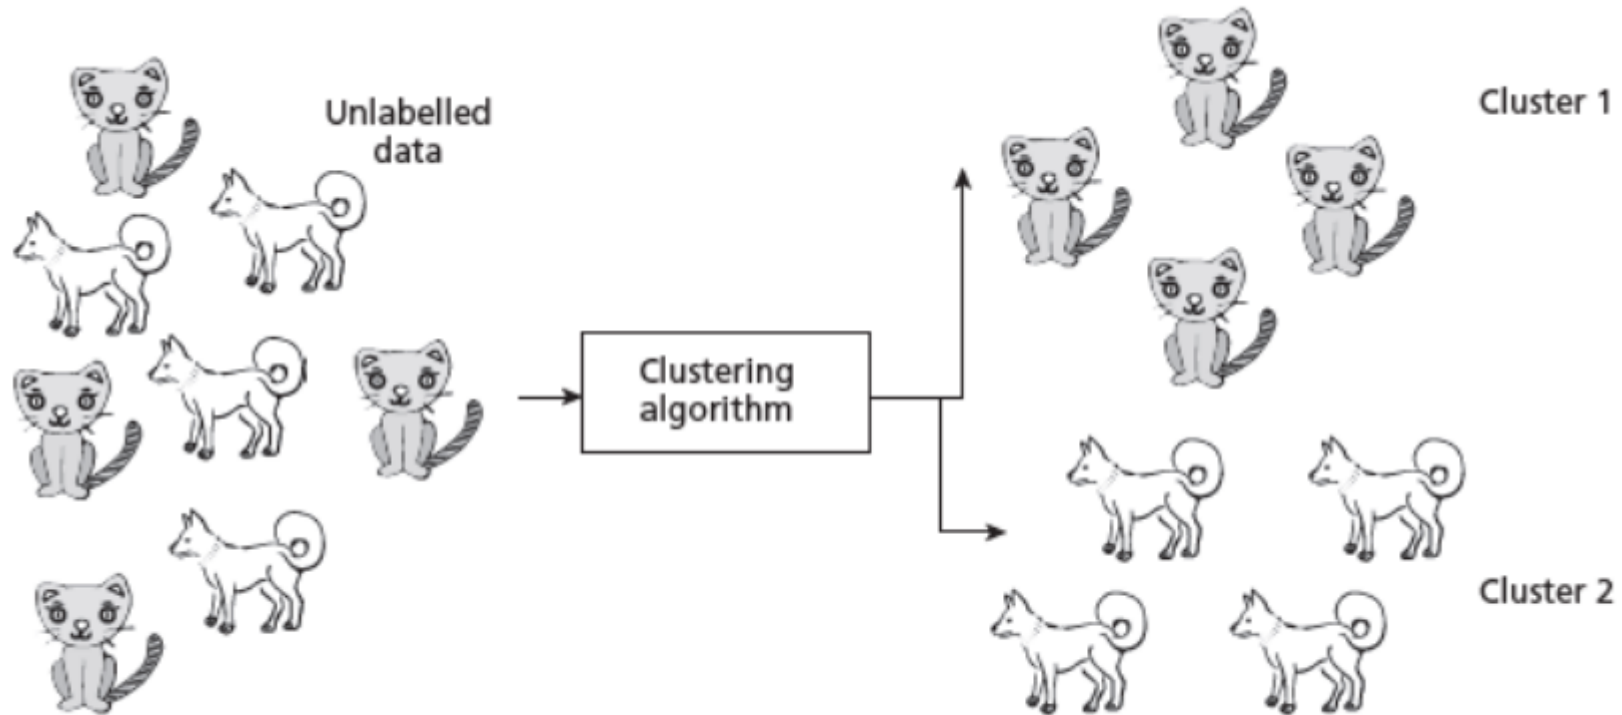 Unlabelled
data
Clustering
algorithm
Cluster 1
Cluster 2